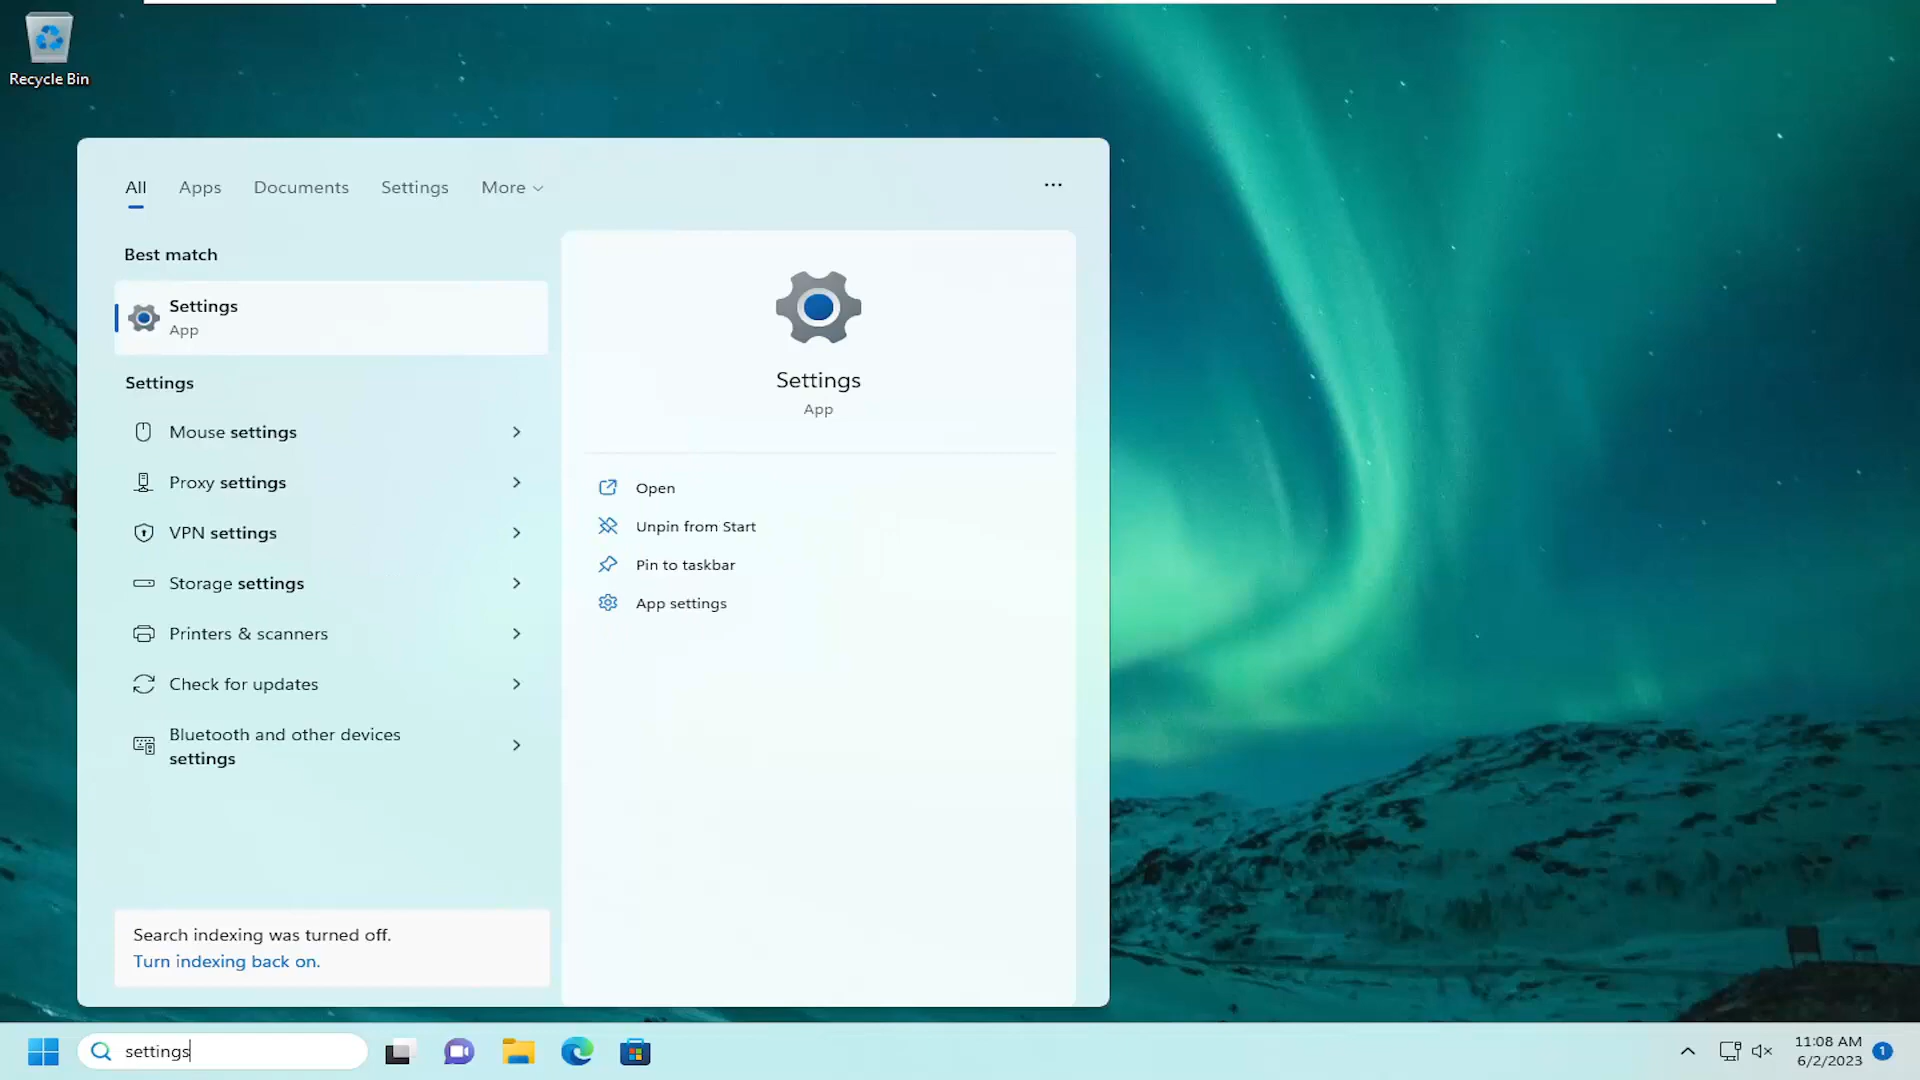 Recycle Bin
All Apps Documents Settings More
Best match
Settings
App
Settings
Mouse settings
Proxy settings
VPN settings
Storage settings
Printers & scanners
Check for updates
Bluetooth and other devices
settings
Search indexing was turned off.
Turn indexing back on.
Settings
App
Open
Unpin from Start
Pin to taskbar
App settings
settings
11:08 AM
6/2/2023
1